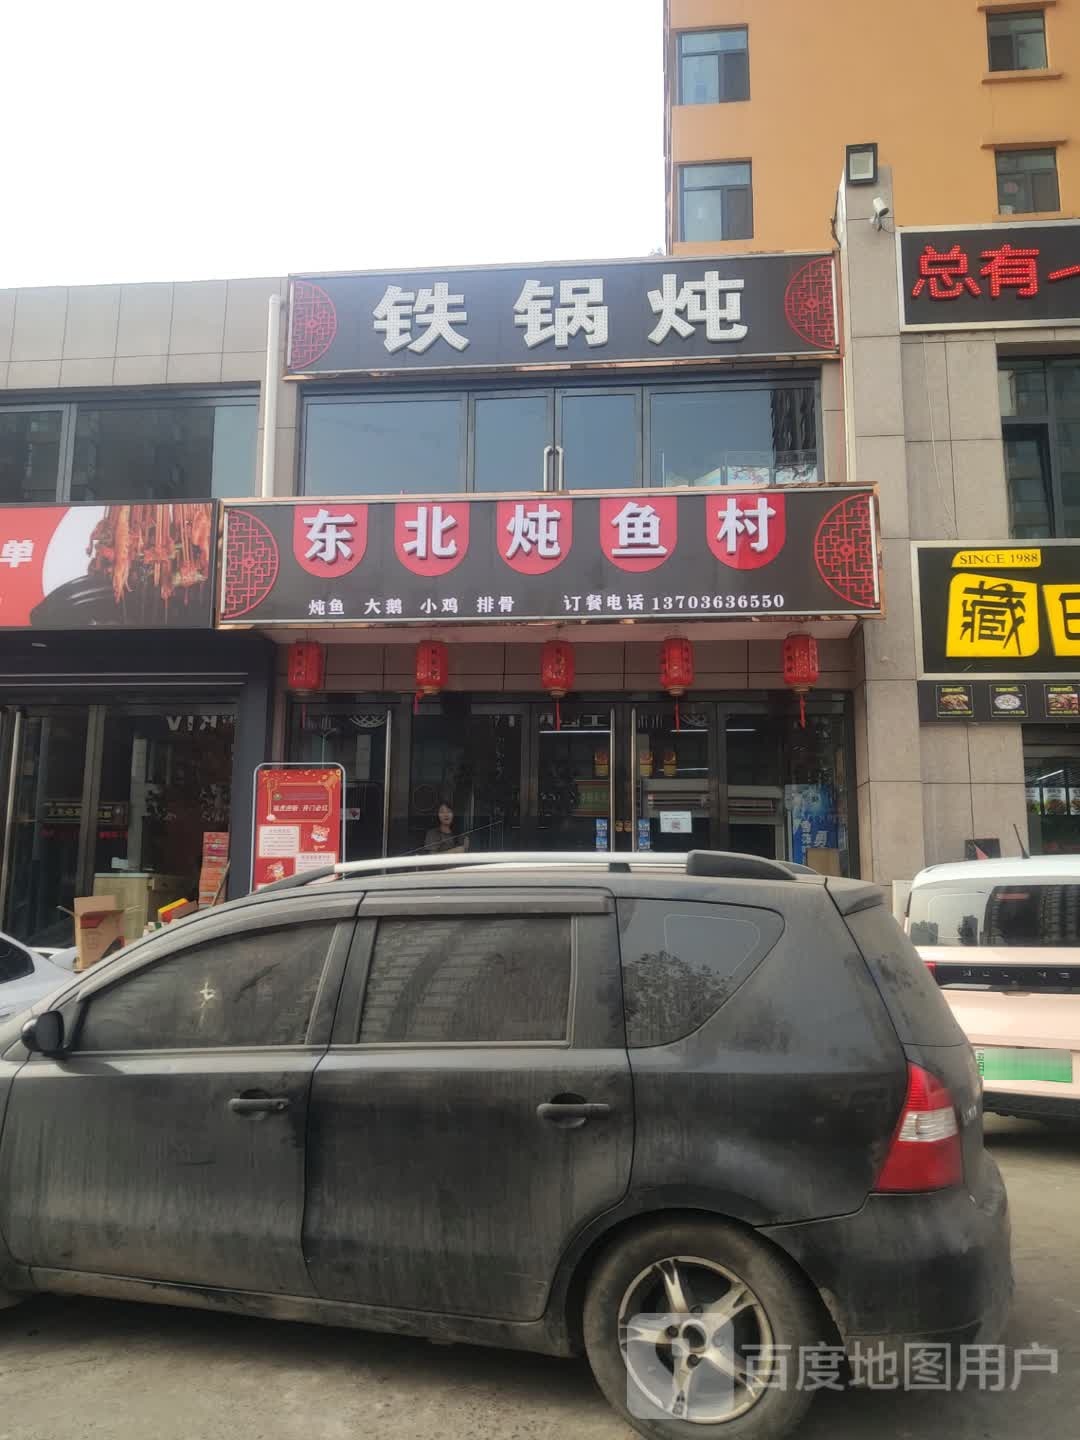 铁锅炖
总有一
东北炖鱼村
单
炖鱼 大鹅 小鸡 排骨 订餐电话 13703636550
SINCE 1988
藏
百度地图用户